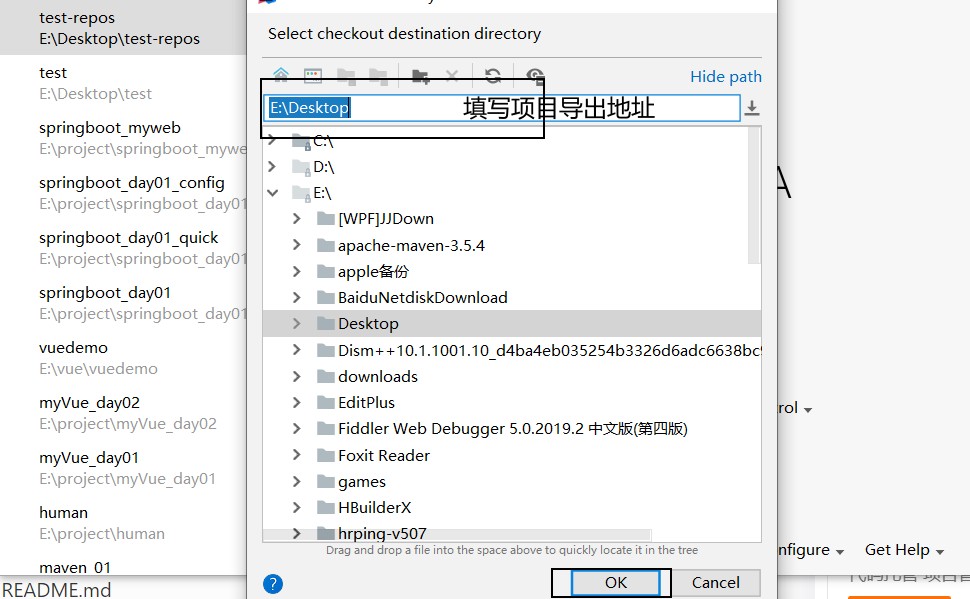 test-repos
E:\Desktop\test-repos
test
E:\Desktop\test
springboot_myweb
E:\project\springboot_mywe
springboot_day01_config
E:\project\springboot_day01
springboot_day01_quick
E:\project\springboot_day01
springboot_day01
E:\project\springboot_day01
vuedemo
E:\vue\vuedemo
myVue_day02
E:\project\myVue_day02
myVue_day01
E:\project\myVue_day01
human
E:\project\human
maven_01
README.md
Select checkout destination directory
Hide path
E:\Desktop
填写项目导出地址
C:\
D:\
E:\
[WPF]JJDown
apache-maven-3.5.4
apple备份
BaiduNetdiskDownload
Desktop
Dism++10.1.1001.10_d4ba4eb035254b3326d6adc6638bc9
downloads
EditPlus
Fiddler Web Debugger 5.0.2019.2 中文版(第四版)
Foxit Reader
games
HBuilderX
hrping-v507
Drag and drop a file into the space above to quickly locate it in the tree
?
OK
Cancel
A
rol
nfigure
Get Help